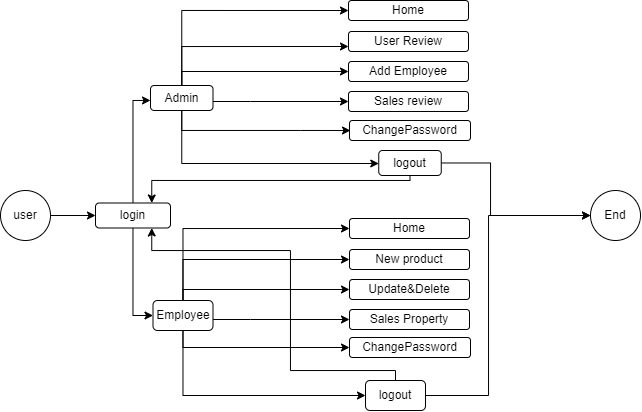 Home
User Review
Add Employee
Admin
Sales review
ChangePassword
logout
user
login
End
Home
New product
Update&Delete
Employee
Sales Property
ChangePassword
logout